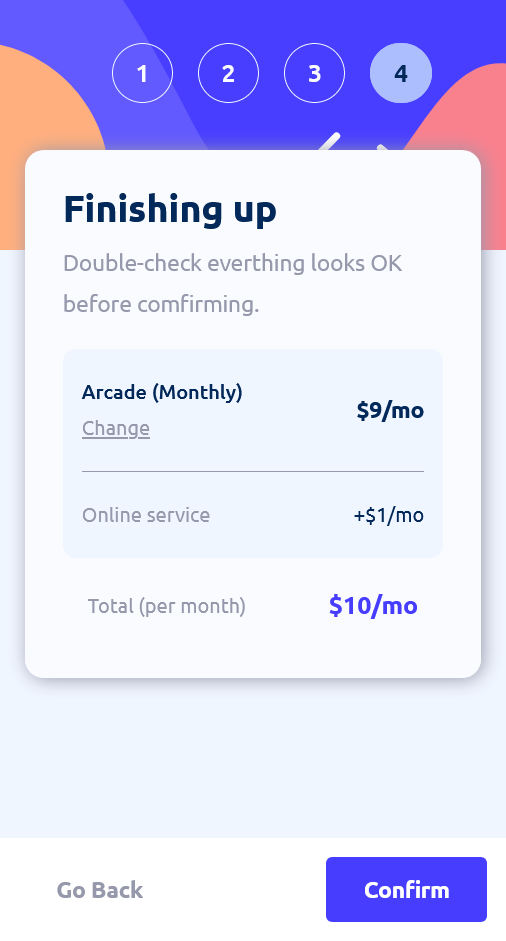 1 2 3 4
Finishing up
Double-check everthing looks OK
before comfirming.
Arcade (Monthly)
$9/mo
Change
Online service +$1/mo
Total (per month) $10/mo
Go Back Confirm